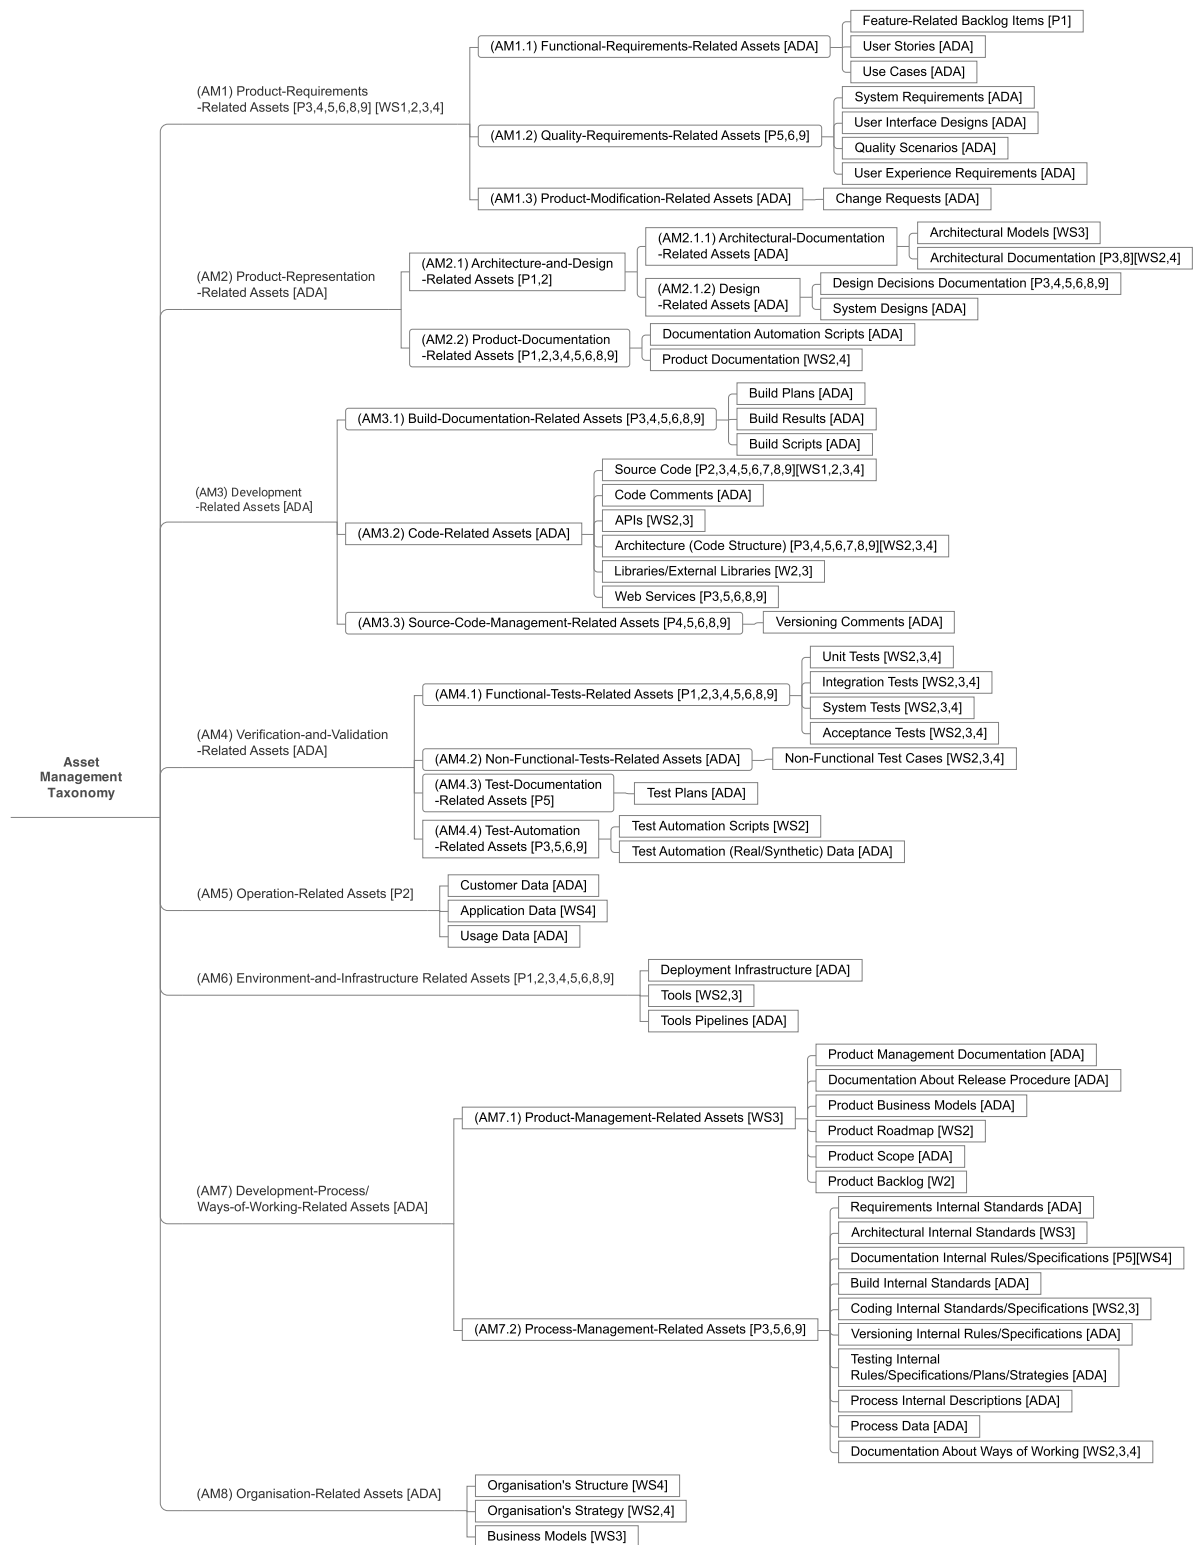 Asset
Management
Taxonomy
(AM1) Product-Requirements
-Related Assets [P3,4,5,6,8,9] [WS1,2,3,4]
(AM1.1) Functional-Requirements-Related Assets [ADA]
Feature-Related Backlog Items [P1]
User Stories [ADA]
Use Cases [ADA]
(AM1.2) Quality-Requirements-Related Assets [P5,6,9]
System Requirements [ADA]
User Interface Designs [ADA]
Quality Scenarios [ADA]
User Experience Requirements [ADA]
(AM1.3) Product-Modification-Related Assets [ADA]
Change Requests [ADA]
(AM2) Product-Representation
-Related Assets [ADA]
(AM2.1) Architecture-and-Design
-Related Assets [P1,2]
(AM2.1.1) Architectural-Documentation
-Related Assets [ADA]
Architectural Models [WS3]
Architectural Documentation [P3,8][WS2,4]
(AM2.1.2) Design
-Related Assets [ADA]
Design Decisions Documentation [P3,4,5,6,8,9]
System Designs [ADA]
(AM2.2) Product-Documentation
-Related Assets [P1,2,3,4,5,6,8,9]
Documentation Automation Scripts [ADA]
Product Documentation [WS2,4]
(AM3) Development
-Related Assets [ADA]
(AM3.1) Build-Documentation-Related Assets [P3,4,5,6,8,9]
Build Plans [ADA]
Build Results [ADA]
Build Scripts [ADA]
(AM3.2) Code-Related Assets [ADA]
Source Code [P2,3,4,5,6,7,8,9][WS1,2,3,4]
Code Comments [ADA]
APIs [WS2,3]
Architecture (Code Structure) [P3,4,5,6,7,8,9][WS2,3,4]
Libraries/External Libraries [W2,3]
Web Services [P3,5,6,8,9]
(AM3.3) Source-Code-Management-Related Assets [P4,5,6,8,9]
Versioning Comments [ADA]
(AM4) Verification-and-Validation
-Related Assets [ADA]
(AM4.1) Functional-Tests-Related Assets [P1,2,3,4,5,6,8,9]
Unit Tests [WS2,3,4]
Integration Tests [WS2,3,4]
System Tests [WS2,3,4]
Acceptance Tests [WS2,3,4]
(AM4.2) Non-Functional-Tests-Related Assets [ADA]
Non-Functional Test Cases [WS2,3,4]
(AM4.3) Test-Documentation
-Related Assets [P5]
Test Plans [ADA]
(AM4.4) Test-Automation
-Related Assets [P3,5,6,9]
Test Automation Scripts [WS2]
Test Automation (Real/Synthetic) Data [ADA]
(AM5) Operation-Related Assets [P2]
Customer Data [ADA]
Application Data [WS4]
Usage Data [ADA]
(AM6) Environment-and-Infrastructure Related Assets [P1,2,3,4,5,6,8,9]
Deployment Infrastructure [ADA]
Tools [WS2,3]
Tools Pipelines [ADA]
(AM7) Development-Process/
Ways-of-Working-Related Assets [ADA]
(AM7.1) Product-Management-Related Assets [WS3]
Product Management Documentation [ADA]
Documentation About Release Procedure [ADA]
Product Business Models [ADA]
Product Roadmap [WS2]
Product Scope [ADA]
Product Backlog [W2]
(AM7.2) Process-Management-Related Assets [P3,5,6,9]
Requirements Internal Standards [ADA]
Architectural Internal Standards [WS3]
Documentation Internal Rules/Specifications [P5][WS4]
Build Internal Standards [ADA]
Coding Internal Standards/Specifications [WS2,3]
Versioning Internal Rules/Specifications [ADA]
Testing Internal
Rules/Specifications/Plans/Strategies [ADA]
Process Internal Descriptions [ADA]
Process Data [ADA]
Documentation About Ways of Working [WS2,3,4]
(AM8) Organisation-Related Assets [ADA]
Organisation's Structure [WS4]
Organisation's Strategy [WS2,4]
Business Models [WS3]